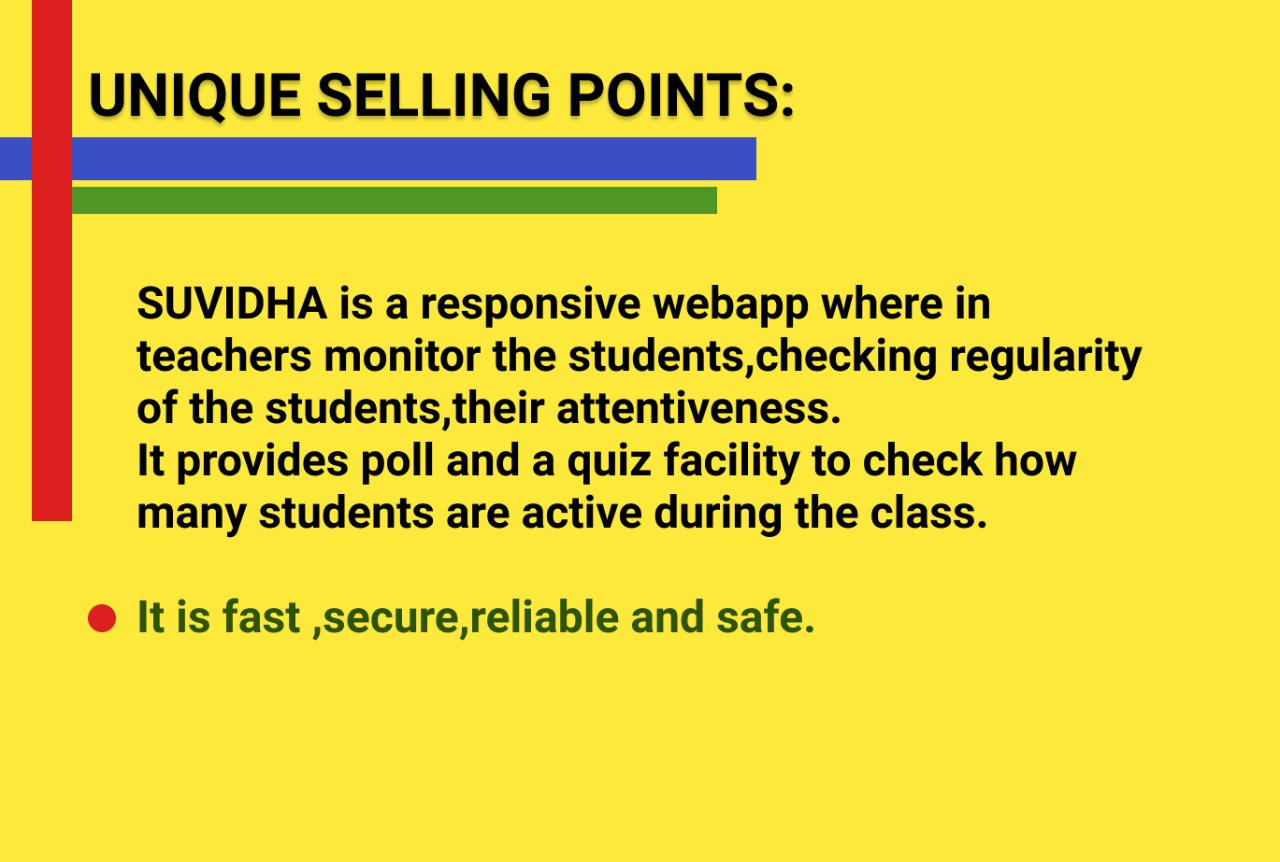 UNIQUE SELLING POINTS:
SUVIDHA is a responsive webapp where in
teachers monitor the students,checking regularity
of the students,their attentiveness.
It provides poll and a quiz facility to check how
many students are active during the class.
It is fast ,secure,reliable and safe.